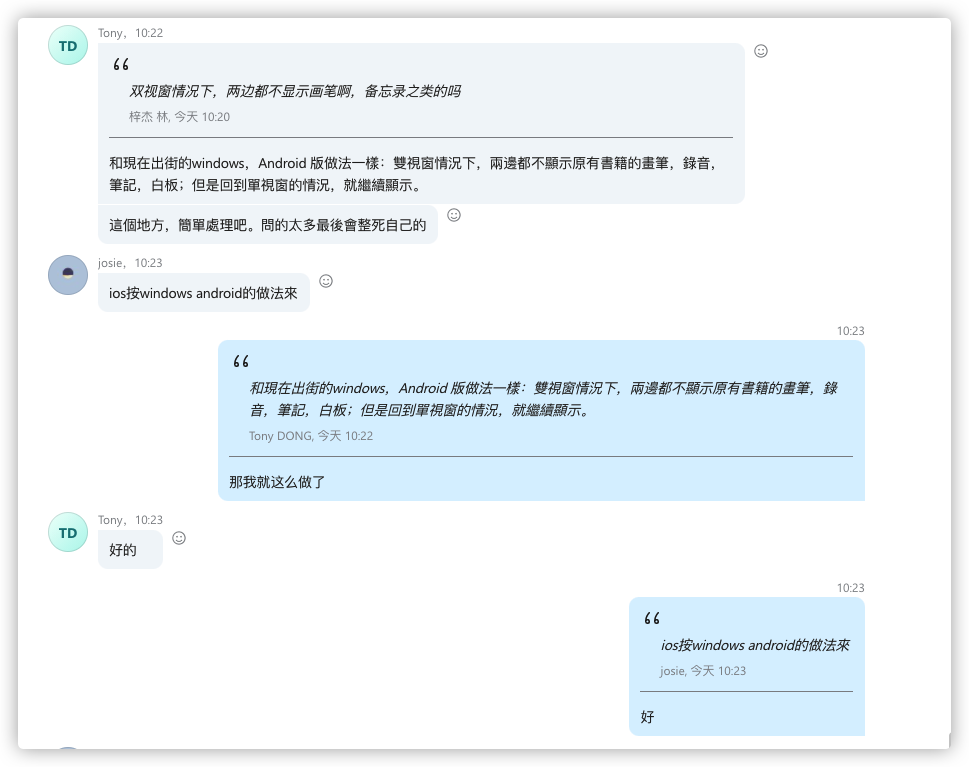 Tony，10:22
TD
双视窗情况下，两边都不显示画笔啊，备忘录之类的吗
梓杰 林, 今天 10:20
和現在出街的windows，Android 版做法一樣：雙視窗情況下，兩邊都不顯示原有書籍的畫筆，錄音，
筆記，白板；但是回到單視窗的情況，就繼續顯示。
這個地方，簡單處理吧。問的太多最後會整死自己的
josie，10:23
ios按windows android的做法來
10:23
和現在出街的windows，Android 版做法一樣：雙視窗情況下，兩邊都不顯示原有書籍的畫筆，錄
音，筆記，白板；但是回到單視窗的情況，就繼續顯示。
Tony DONG, 今天 10:22
那我就这么做了
Tony，10:23
TD
好的
10:23
ios按windows android的做法來
josie, 今天 10:23
好